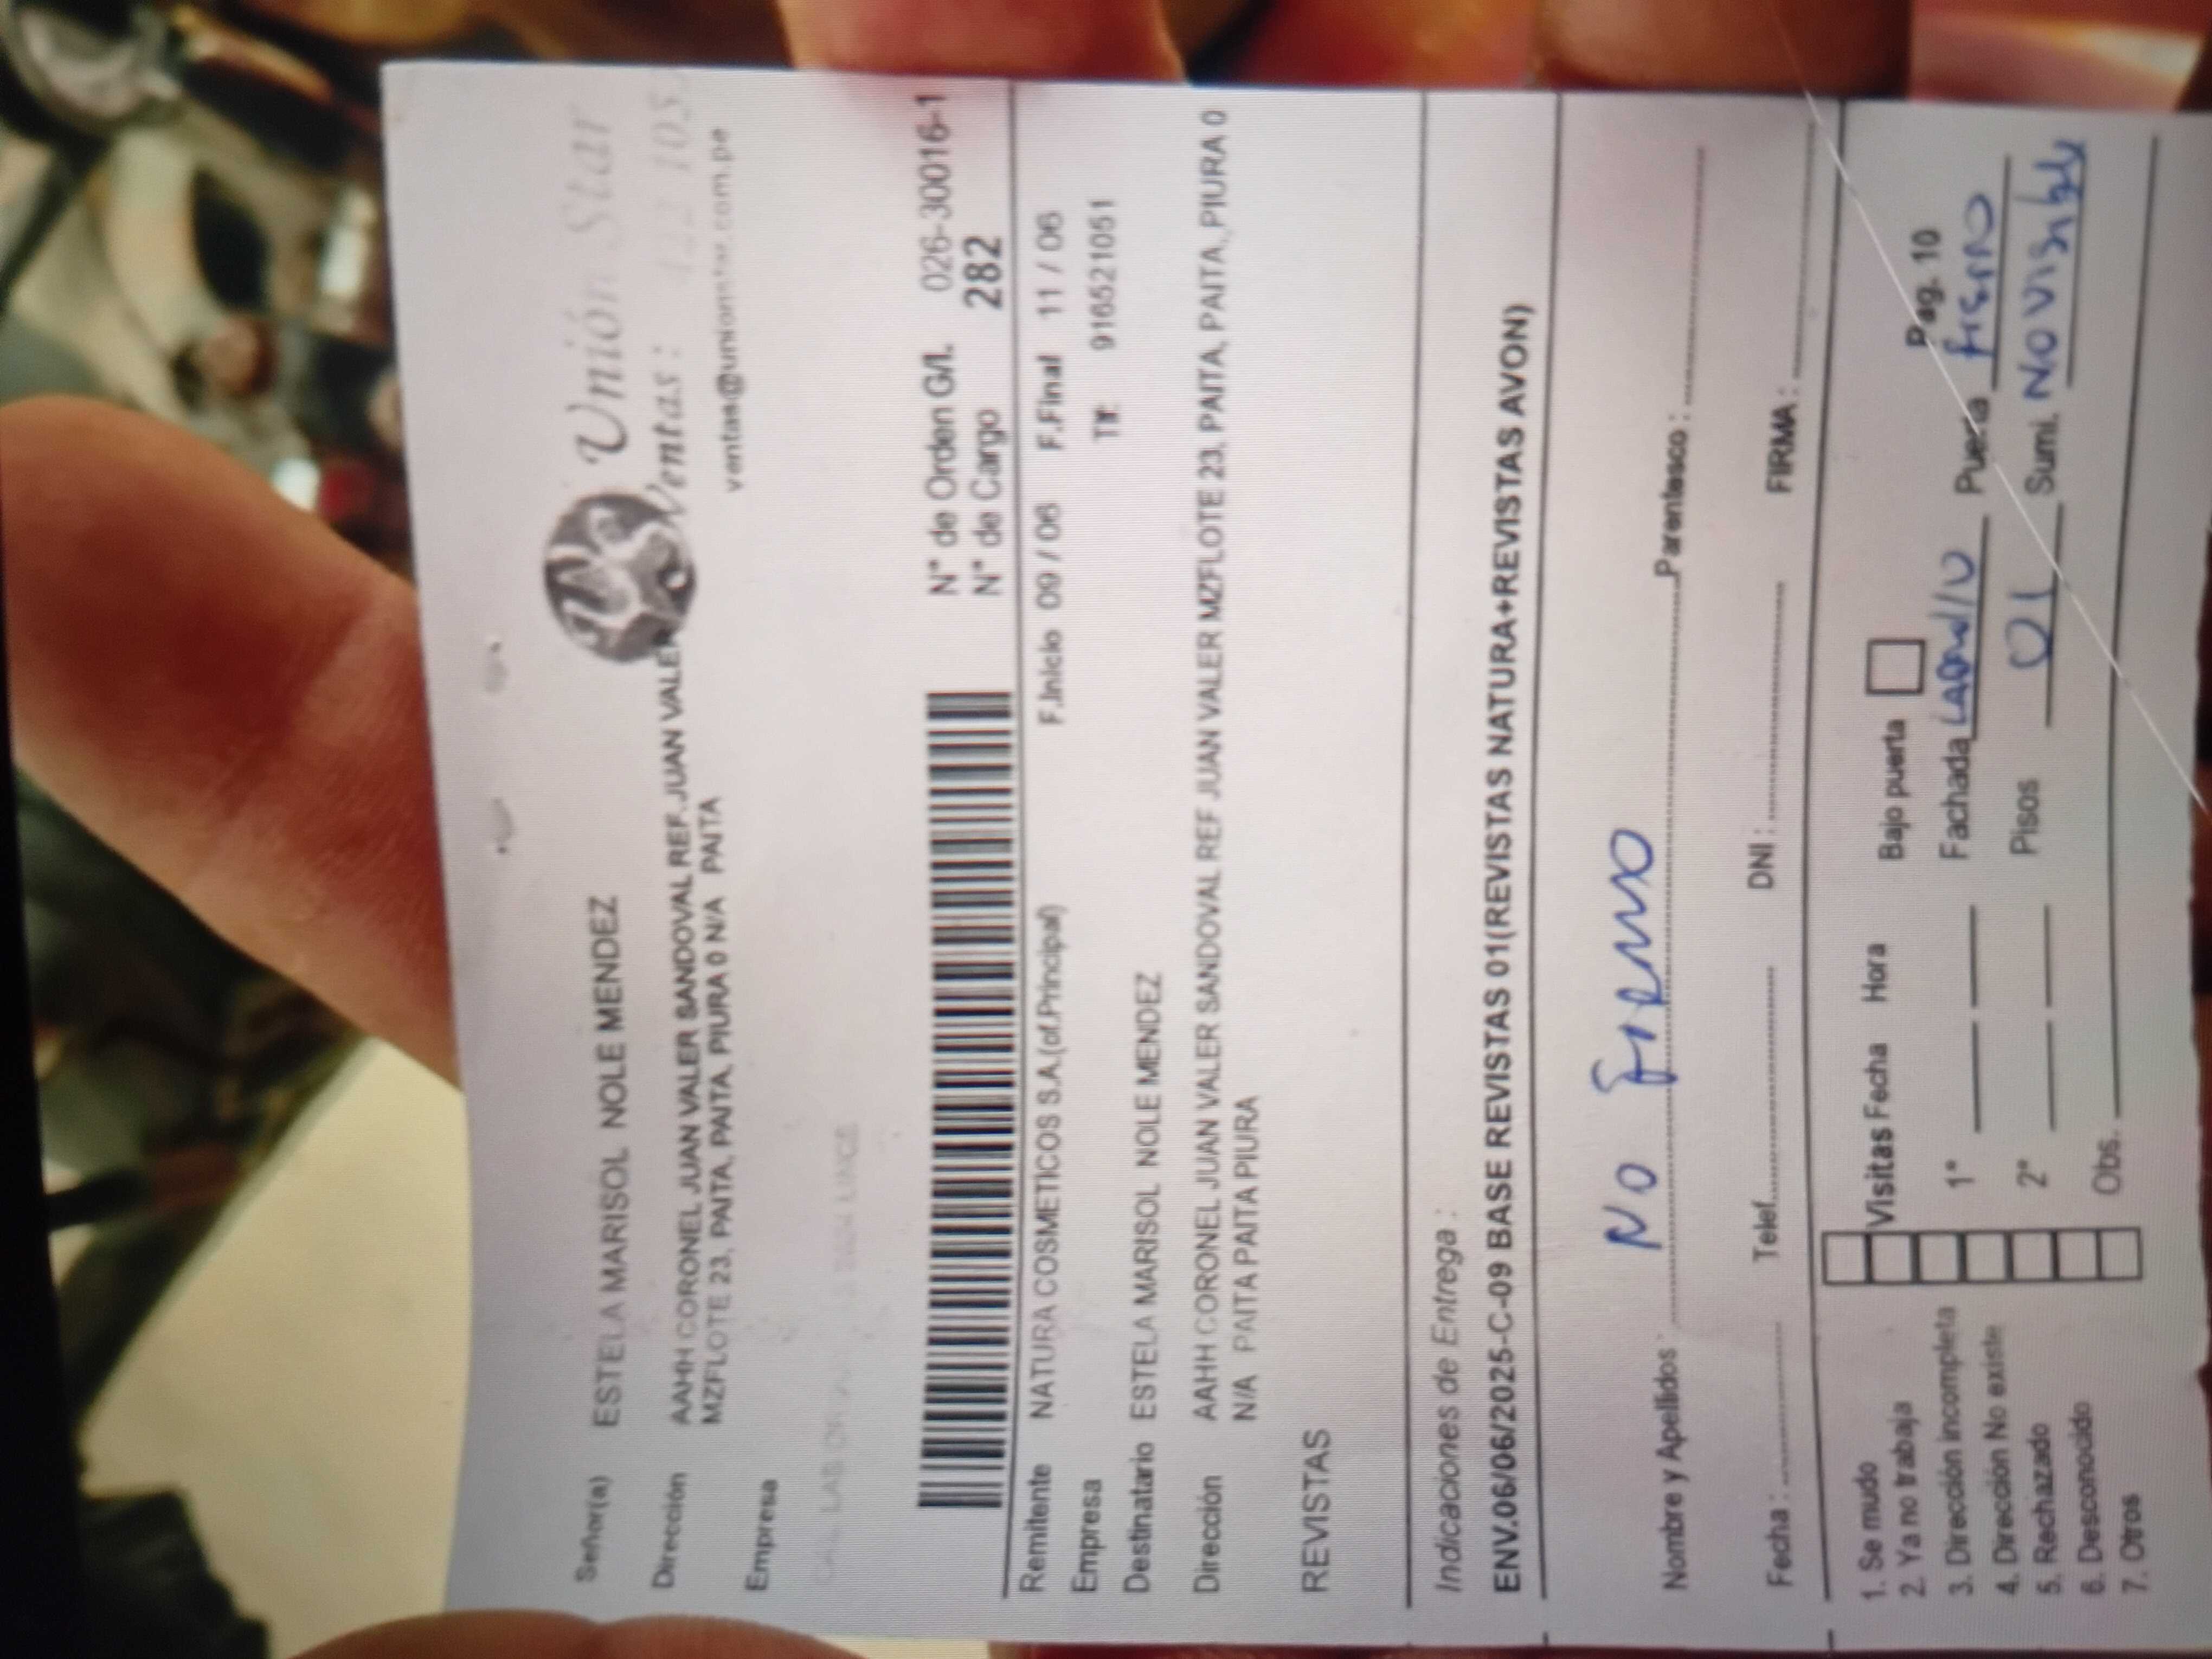 Unión Star
Ventas:
ventas@unionstar.com.pe
Señor(a) ESTELA MARISOL NOLE MENDEZ
Dirección AAHH CORONEL JUAN VALER SANDOVAL REF.JUAN VALER
MZFLOTE 23, PAITA, PAITA, PIURA 0 N/A PAITA
Empresa
N° de Orden G/I. 026-30016-1
N° de Cargo 282
Remitente NATURA COSMETICOS S.A.(of.Principal) F.Inicio 09 / 06 F.Final 11 / 06
Empresa Tlf: 916521051
Destinatario ESTELA MARISOL NOLE MENDEZ
Dirección AAHH CORONEL JUAN VALER SANDOVAL REF JUAN VALER MZFLOTE 23, PAITA, PAITA, PIURA 0
N/A PAITA PAITA PIURA
REVISTAS
Indicaciones de Entrega :
ENV.06/06/2025-C-09 BASE REVISTAS 01(REVISTAS NATURA+REVISTAS AVON)
No firmo
Nombre y Apellidos Parentesco :
Fecha : Telef. DNI : FIRMA :
1. Se mudo
2. Ya no trabaja
3. Dirección incompleta
4. Dirección No existe
5. Rechazado
6. Desconocido
7. Otros
Visitas Fecha Hora Bajo puerta Pag. 10
1° Fachada Ladrillo Puerta fierro
2° Pisos 01 Sumi. No visible
Obs.